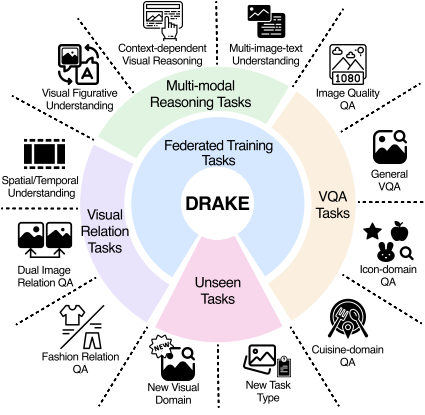 Context-dependent
Visual Reasoning
Multi-image-text
Understanding
Visual Figurative
Understanding
A
1080
Image Quality
QA
Multi-modal
Reasoning Tasks
Federated Training
Tasks
General
VQA
Spatial/Temporal
Understanding
DRAKE
VQA
Tasks
Visual
Relation
Tasks
Dual Image
Relation QA
Icon-domain
QA
Unseen
Tasks
Fashion Relation
QA
Cuisine-domain
QA
NEW
New Visual
Domain
New Task
Type